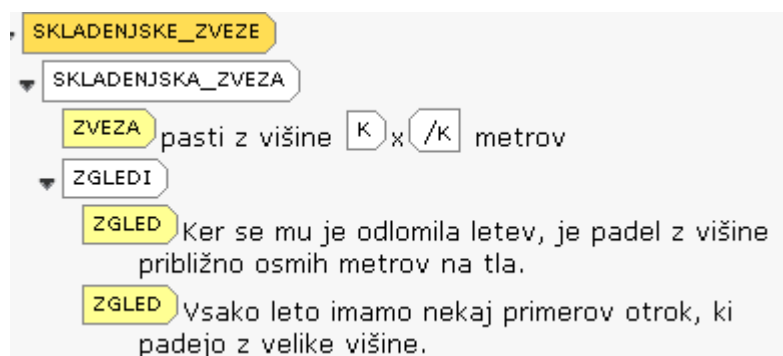 SKLADENJSKE_ZVEZE
SKLADENJSKA_ZVEZA
ZVEZA pasti z višine K x /K metrov
ZGLEDI
ZGLED Ker se mu je odlomila letev, je padel z višine
približno osmih metrov na tla.
ZGLED Vsako leto imamo nekaj primerov otrok, ki
padejo z velike višine.